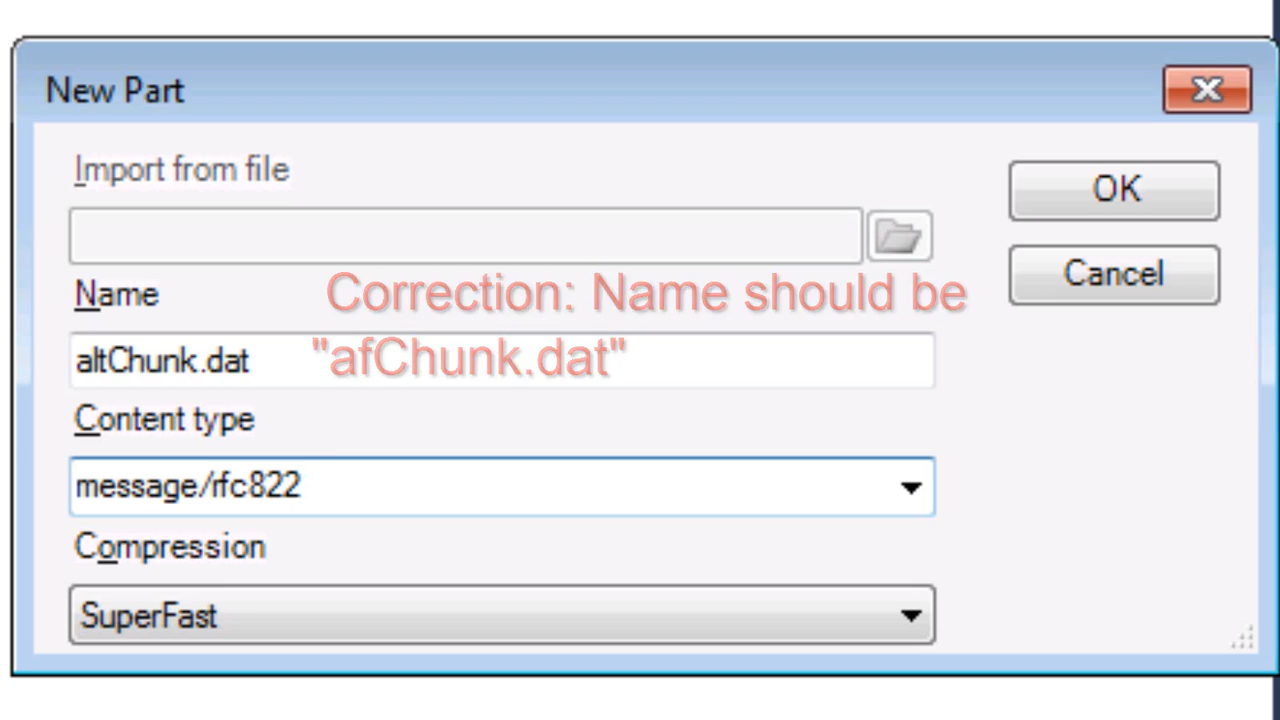 New Part
Import from file
OK
Cancel
Name
Correction: Name should be
"afChunk.dat"
altChunk.dat
Content type
message/rfc822
Compression
SuperFast